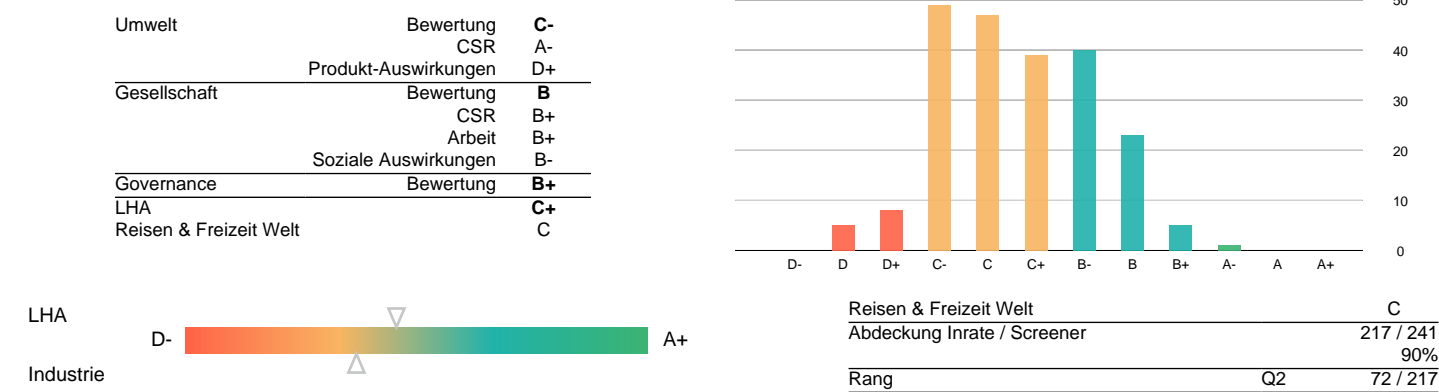 Umwelt Bewertung C-
CSR A-
Produkt-Auswirkungen D+
Gesellschaft Bewertung B
CSR B+
Arbeit B+
Soziale Auswirkungen B-
Governance Bewertung B+
LHA C+
Reisen & Freizeit Welt C
50
40
30
20
10
0
D- D D+ C- C C+ B- B B+ A- A A+
LHA
D- A+
Industrie
Reisen & Freizeit Welt C
Abdeckung Inrate / Screener 217 / 241
90%
Rang Q2 72 / 217